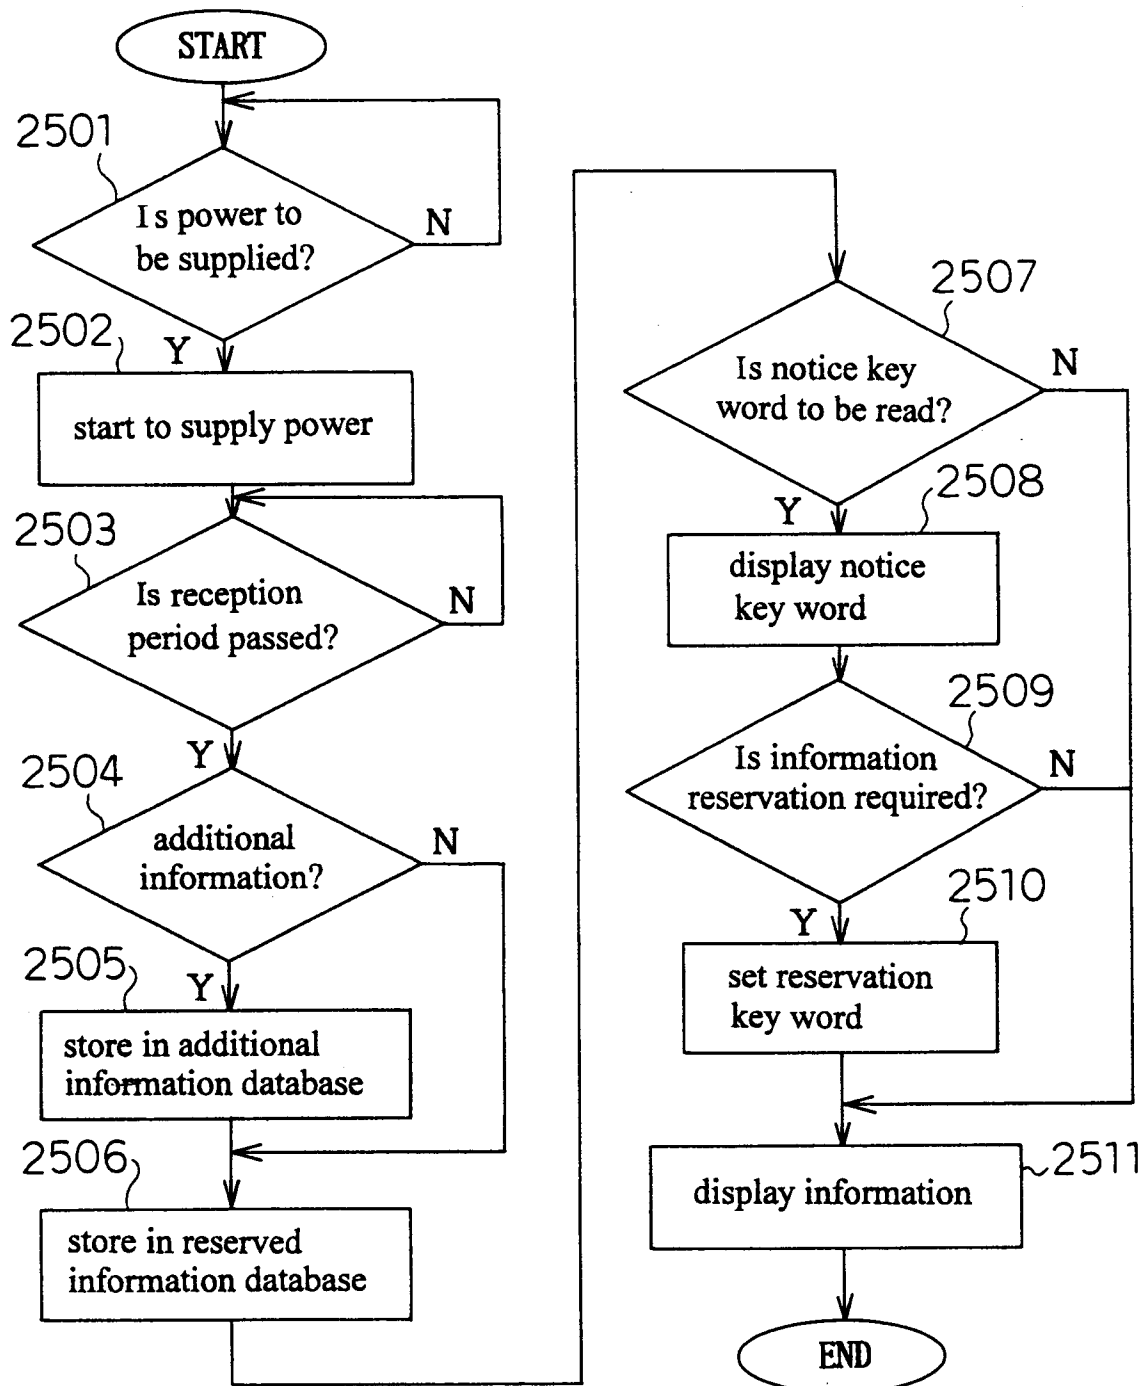 START
2501
Is power to
be supplied?
N
Y
2502
start to supply power
2503
Is reception
period passed?
N
Y
2504
additional
information?
N
Y
2505
store in additional
information database
2506
store in reserved
information database
2507
Is notice key
word to be read?
N
Y
2508
display notice
key word
2509
Is information
reservation required?
N
Y
2510
set reservation
key word
2511
display information
END